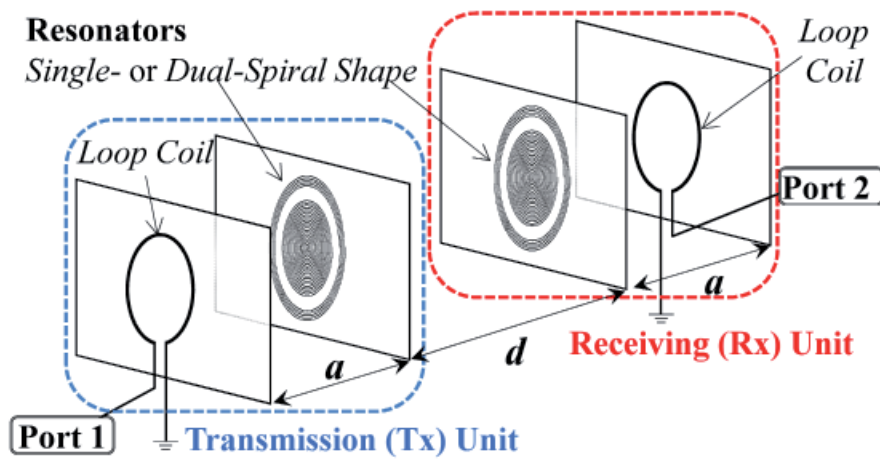 Resonators
Single- or Dual-Spiral Shape
Loop
Coil
Loop Coil
Port 2
a
Receiving (Rx) Unit
d
a
Port 1
Transmission (Tx) Unit